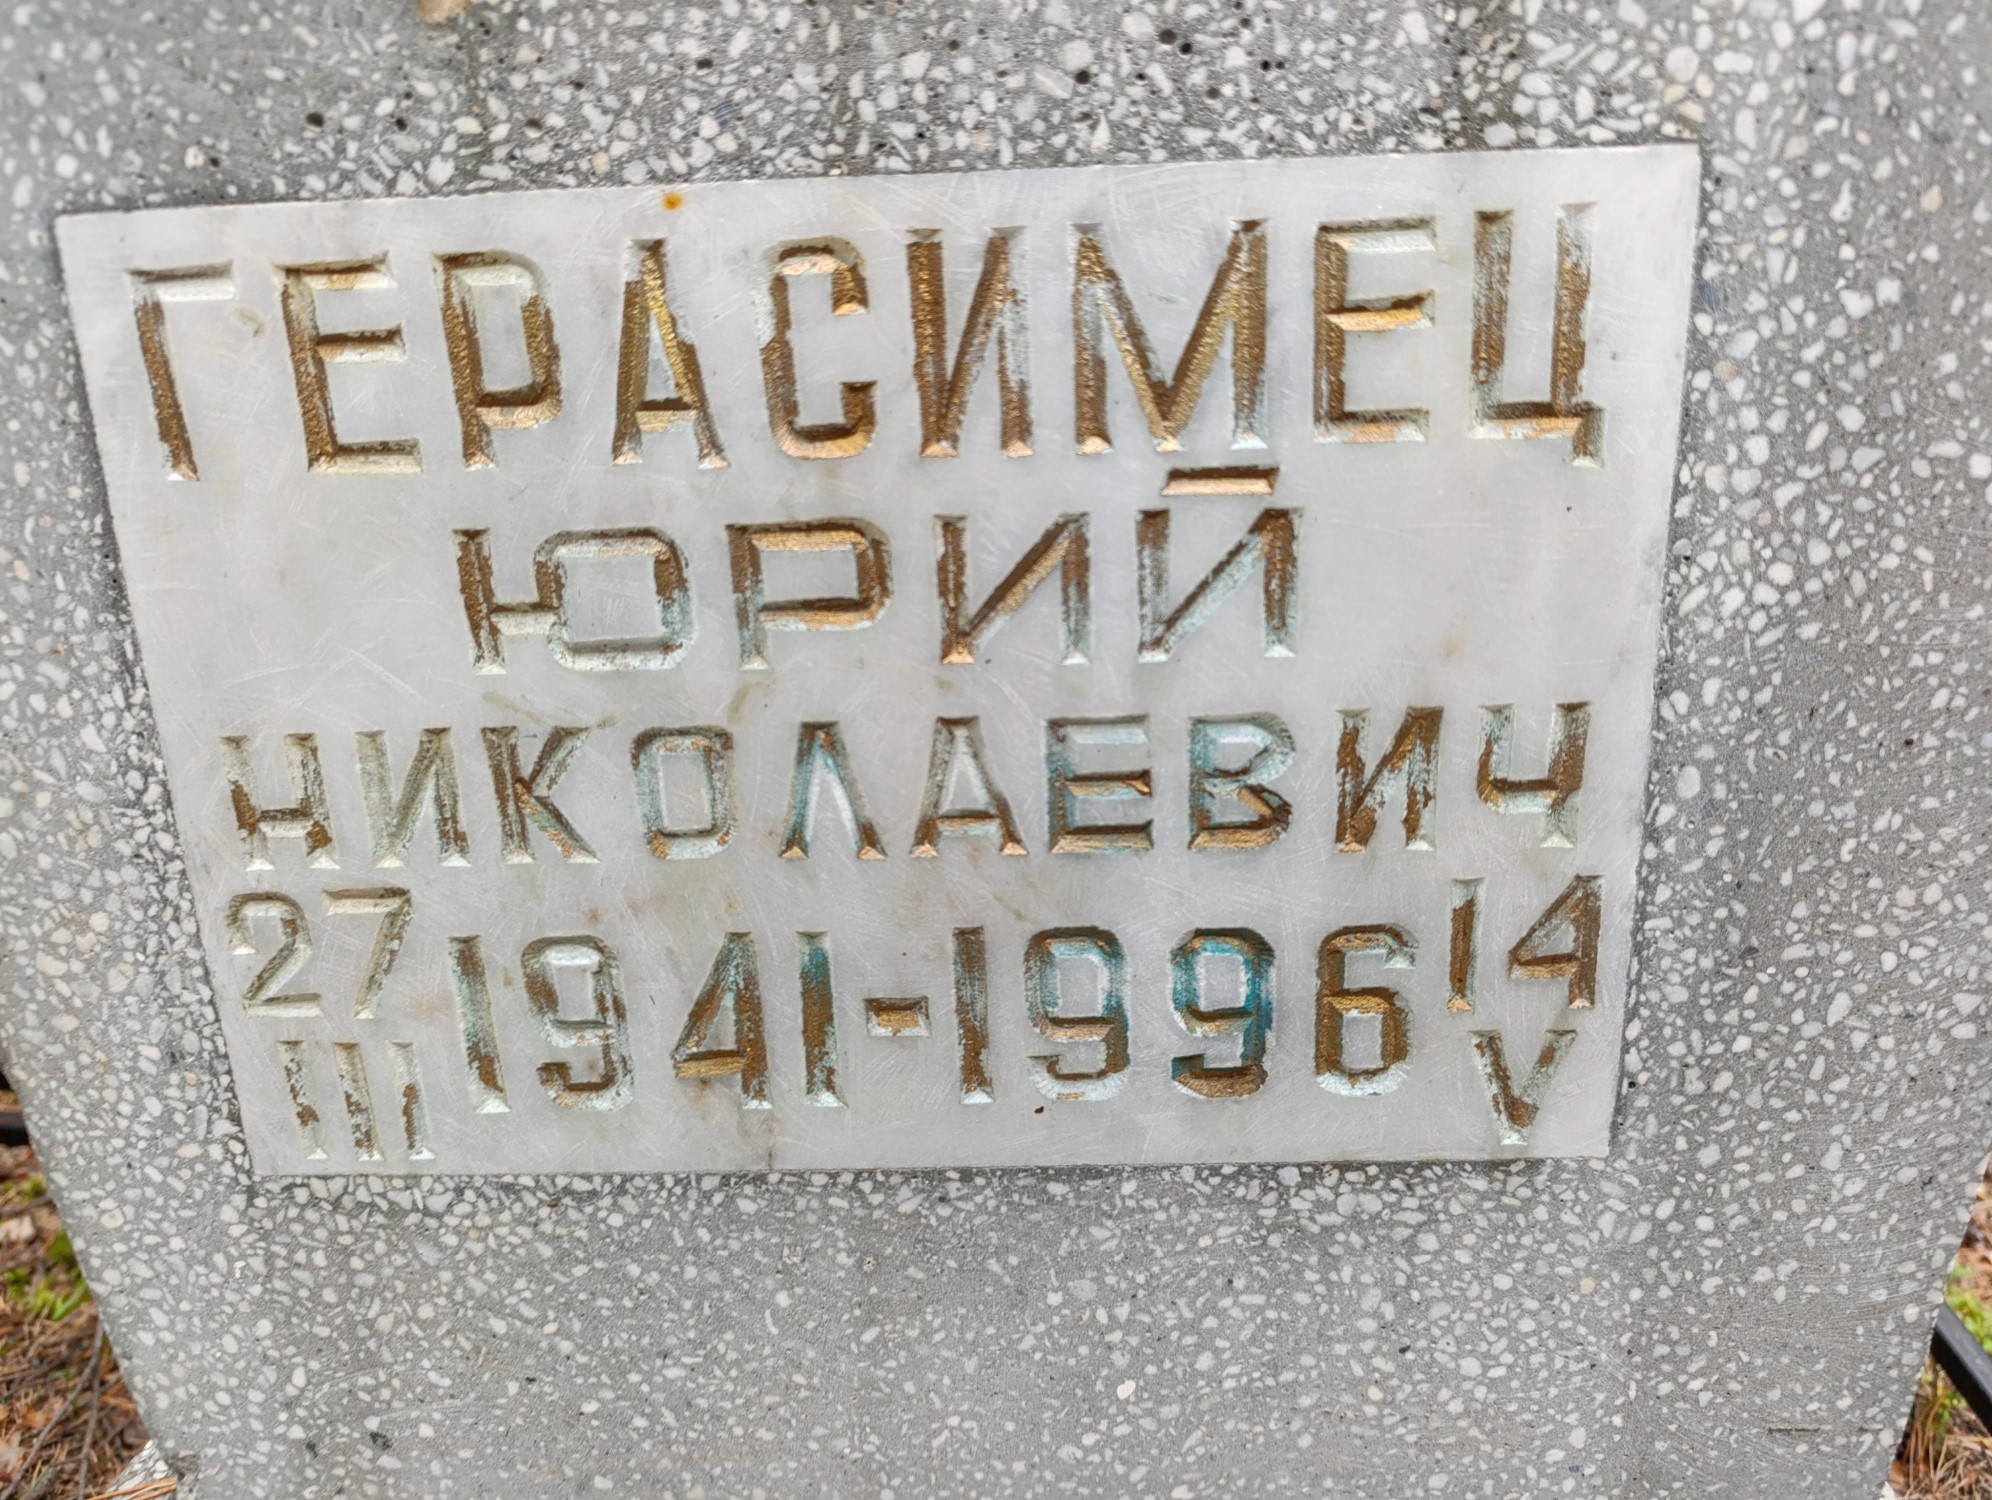 ГЕРАСИМЕЦ
ЮРИЙ
НИКОЛАЕВИЧ
27 III 1941-1996 14 V